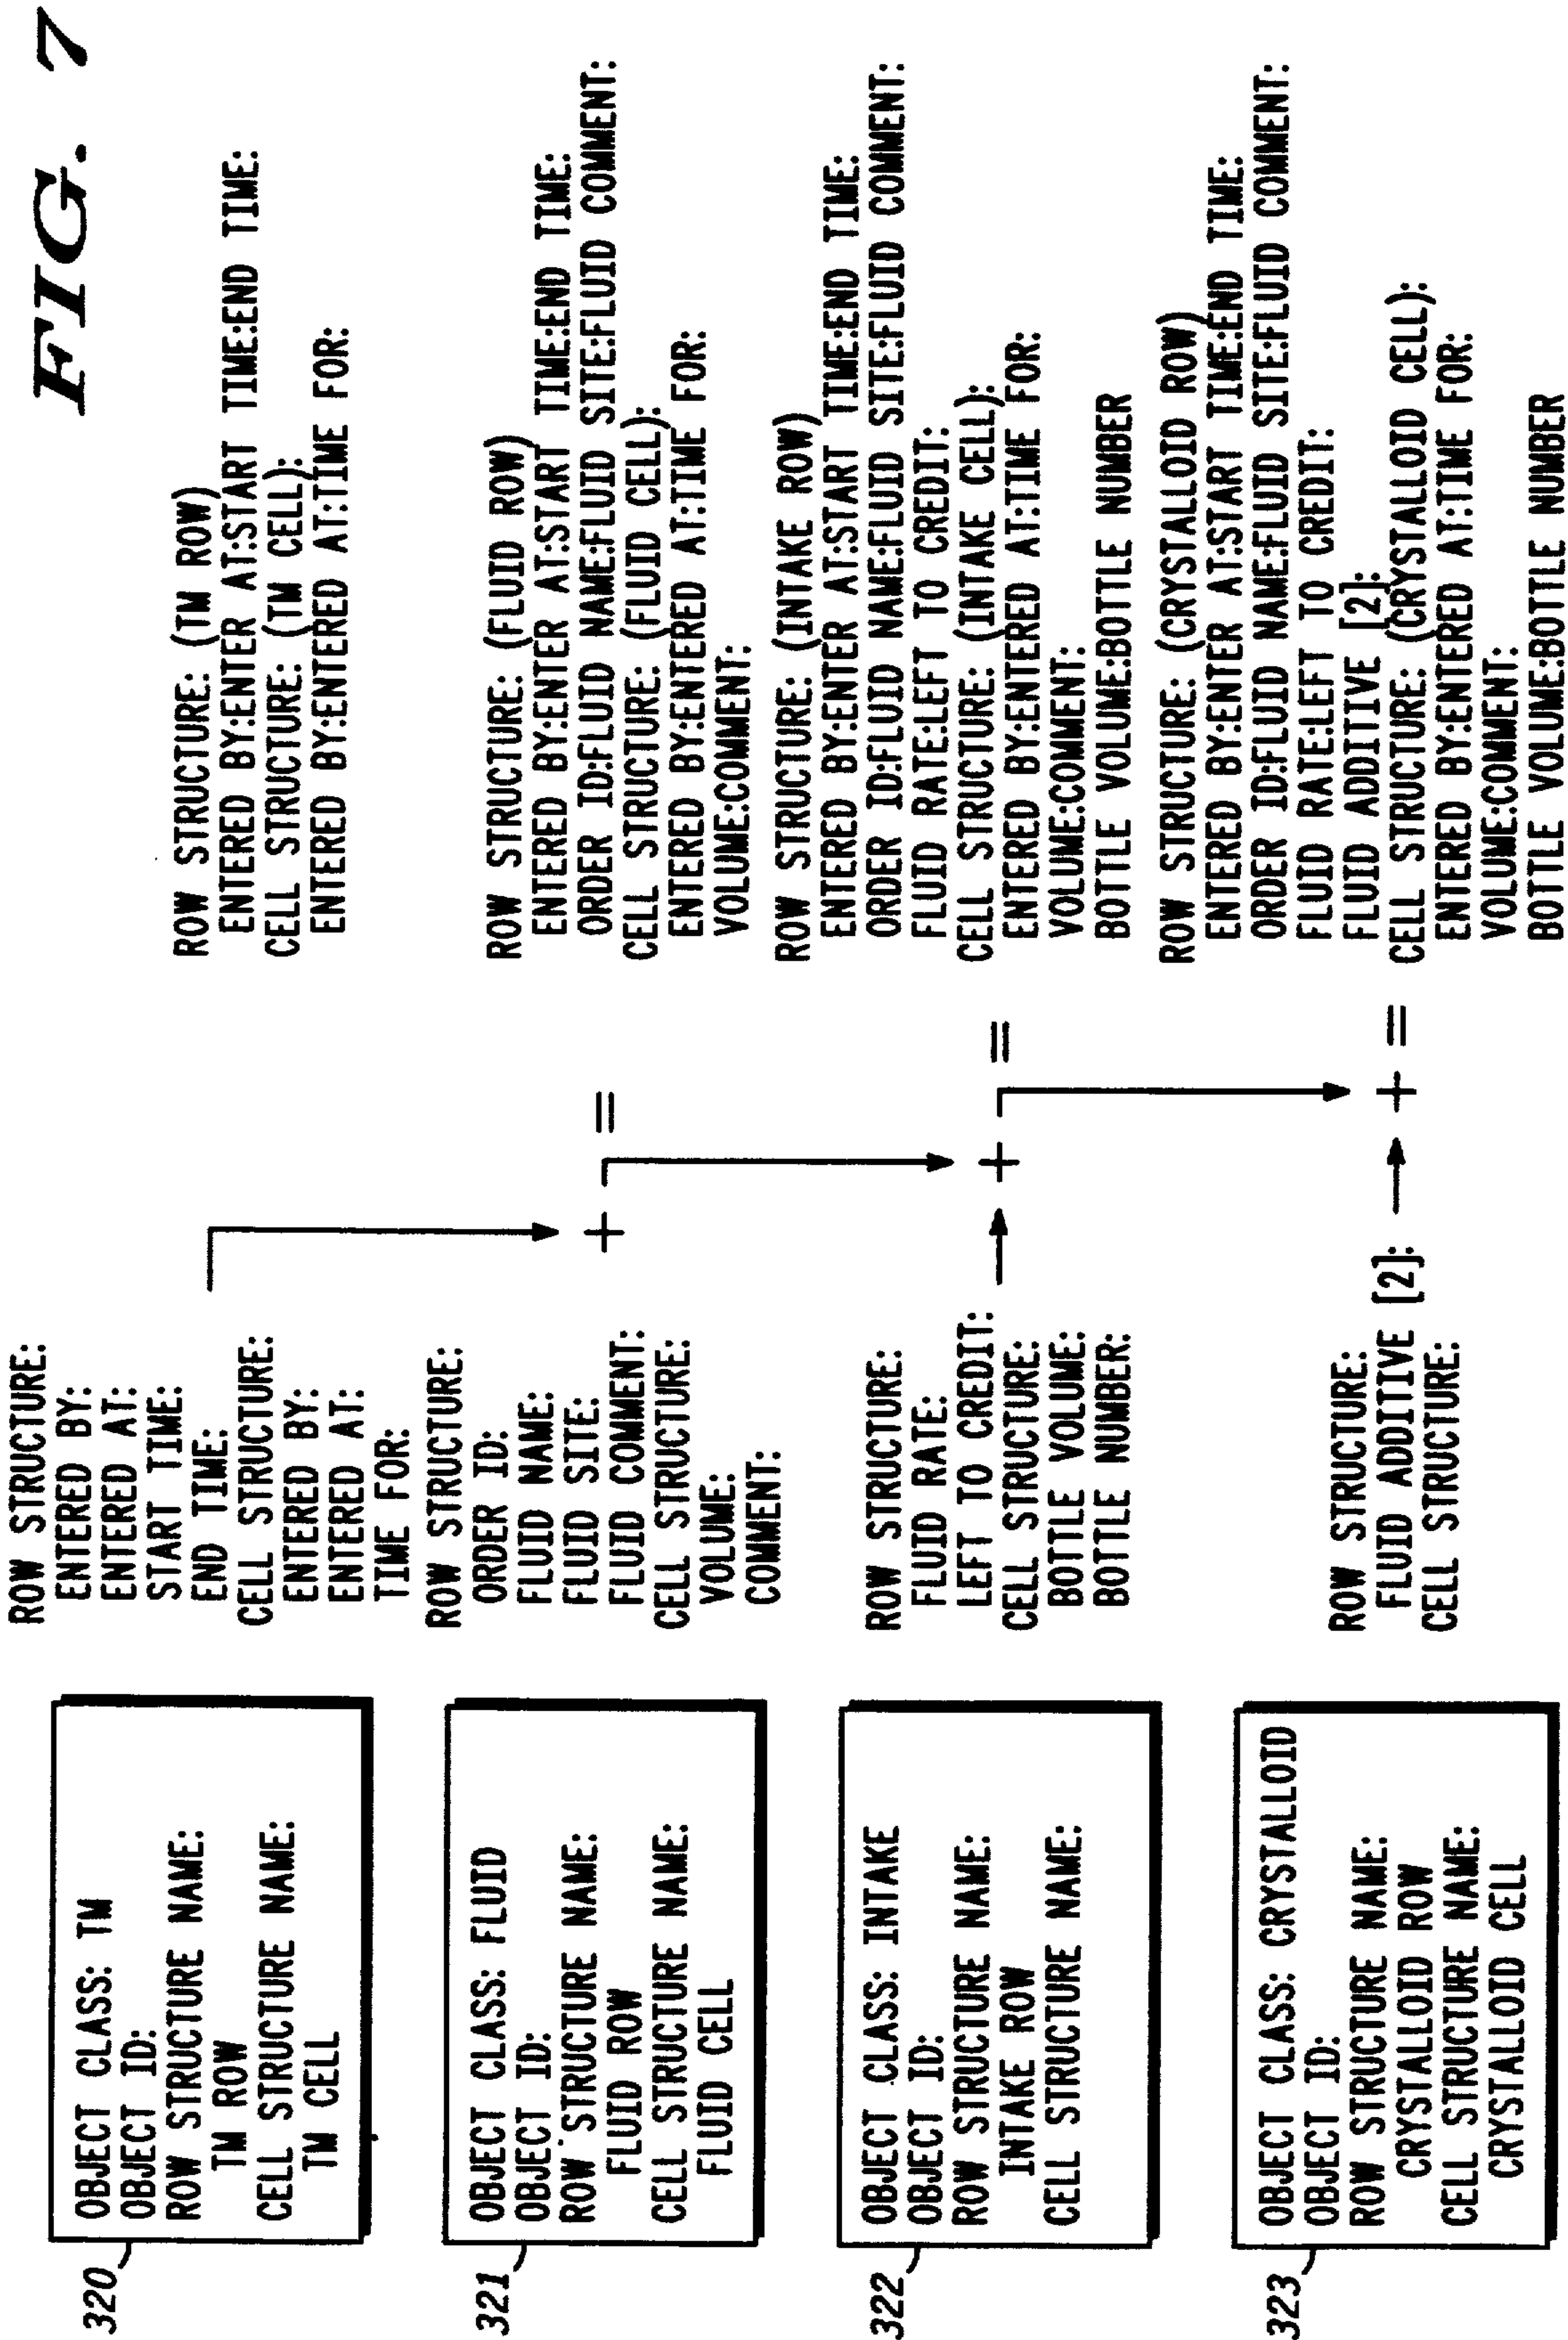 FIG. 7
320
OBJECT CLASS: TM
OBJECT ID:
ROW STRUCTURE NAME:
TM ROW
CELL STRUCTURE NAME:
TM CELL
ROW STRUCTURE:
ENTERED BY:
ENTERED AT:
START TIME:
END TIME:
CELL STRUCTURE:
ENTERED BY:
ENTERED AT:
TIME FOR:
ROW STRUCTURE: (TM ROW)
ENTERED BY:ENTER AT:START TIME:END TIME:
CELL STRUCTURE: (TM CELL):
ENTERED BY:ENTERED AT:TIME FOR:
321
OBJECT CLASS: FLUID
OBJECT ID:
ROW STRUCTURE NAME:
FLUID ROW
CELL STRUCTURE NAME:
FLUID CELL
ROW STRUCTURE:
ORDER ID:
FLUID NAME:
FLUID SITE:
FLUID COMMENT:
CELL STRUCTURE:
VOLUME:
COMMENT:
+ =
ROW STRUCTURE: (FLUID ROW)
ENTERED BY:ENTER AT:START TIME:END TIME:
ORDER ID:FLUID NAME:FLUID SITE:FLUID COMMENT:
CELL STRUCTURE: (FLUID CELL):
ENTERED BY:ENTERED AT:TIME FOR:
VOLUME:COMMENT:
322
OBJECT CLASS: INTAKE
OBJECT ID:
ROW STRUCTURE NAME:
INTAKE ROW
CELL STRUCTURE NAME:
ROW STRUCTURE:
FLUID RATE:
LEFT TO CREDIT:
CELL STRUCTURE:
BOTTLE VOLUME:
BOTTLE NUMBER:
+ =
ROW STRUCTURE: (INTAKE ROW)
ENTERED BY:ENTER AT:START TIME:END TIME:
ORDER ID:FLUID NAME:FLUID SITE:FLUID COMMENT:
FLUID RATE:LEFT TO CREDIT:
CELL STRUCTURE: (INTAKE CELL):
ENTERED BY:ENTERED AT:TIME FOR:
VOLUME:COMMENT:
BOTTLE VOLUME:BOTTLE NUMBER
323
OBJECT CLASS: CRYSTALLOID
OBJECT ID:
ROW STRUCTURE NAME:
CRYSTALLOID ROW
CELL STRUCTURE NAME:
CRYSTALLOID CELL
ROW STRUCTURE:
FLUID ADDITIVE [2]:
CELL STRUCTURE:
+ =
ROW STRUCTURE: (CRYSTALLOID ROW)
ENTERED BY:ENTER AT:START TIME:END TIME:
ORDER ID:FLUID NAME:FLUID SITE:FLUID COMMENT:
FLUID RATE:LEFT TO CREDIT:
FLUID ADDITIVE [2]:
CELL STRUCTURE: (CRYSTALLOID CELL):
ENTERED BY:ENTERED AT:TIME FOR:
VOLUME:COMMENT:
BOTTLE VOLUME:BOTTLE NUMBER